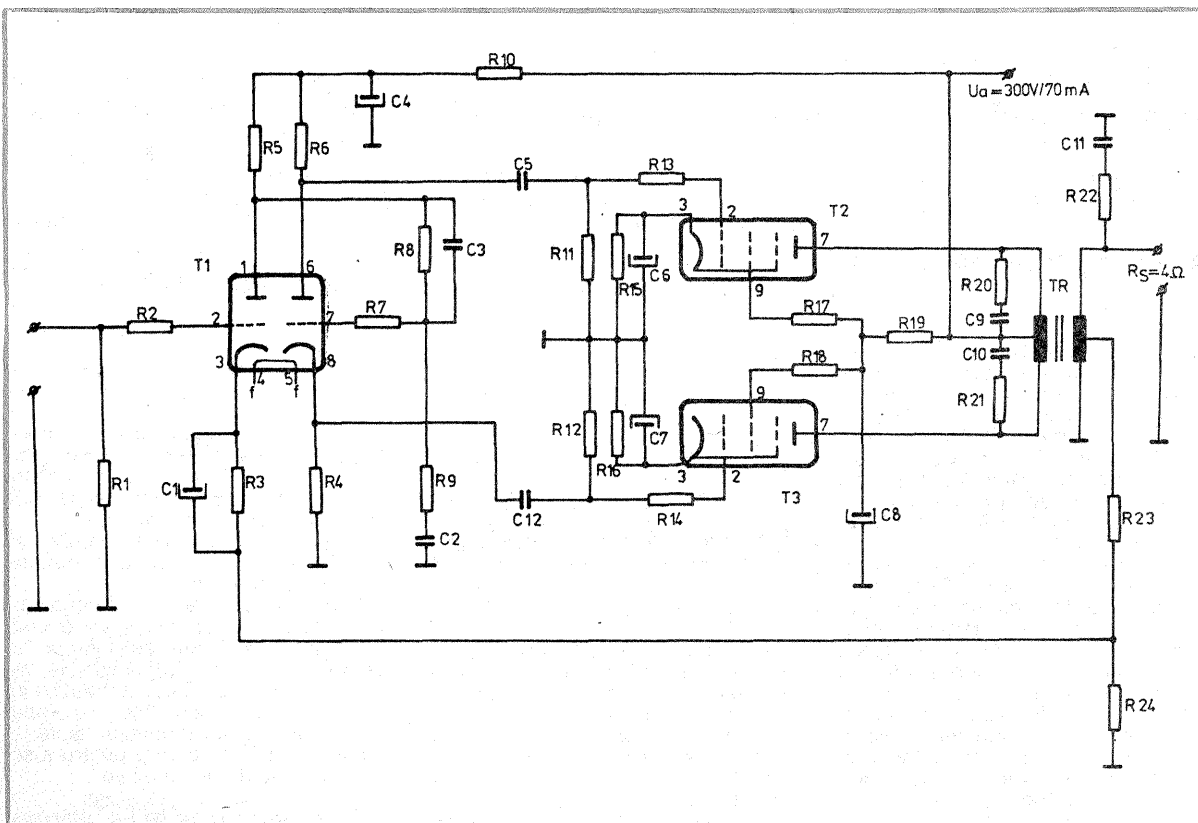 R10
Ua = 300V/70mA
C4
C11
R5
R6
C5
R13
R22
3
2
T2
R8
C3
7
T1
1
6
R11
R15
C6
R20
Rs=4Ω
R2
2
R7
7
9
R17
C9
TR
R19
3
4
5
8
f
f
R18
C10
9
R21
R12
C7
7
R16
R1
C1
R3
R4
R9
3
2
C12
R14
T3
C8
R23
C2
R24